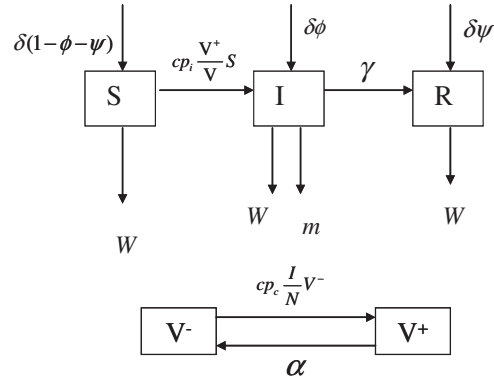 δ(1−ϕ−ψ)
δϕ
δψ
cp_i V⁺/V S
γ
S
I
R
W
W
m
W
cp_c I/N V⁻
V-
V+
α